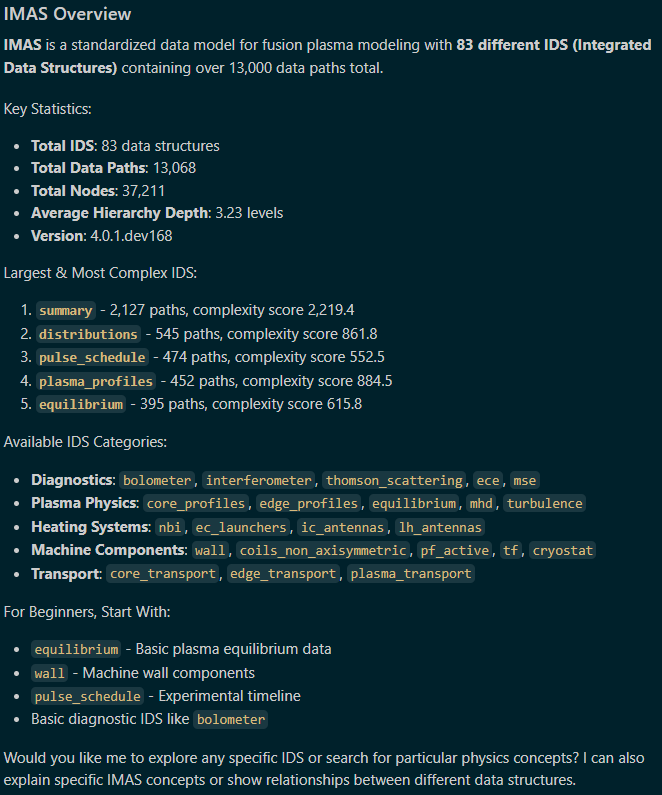 IMAS Overview
IMAS is a standardized data model for fusion plasma modeling with 83 different IDS (Integrated
Data Structures) containing over 13,000 data paths total.
Key Statistics:
• Total IDS: 83 data structures
• Total Data Paths: 13,068
• Total Nodes: 37,211
• Average Hierarchy Depth: 3.23 levels
• Version: 4.0.1.dev168
Largest & Most Complex IDS:
1. summary - 2,127 paths, complexity score 2,219.4
2. distributions - 545 paths, complexity score 861.8
3. pulse_schedule - 474 paths, complexity score 552.5
4. plasma_profiles - 452 paths, complexity score 884.5
5. equilibrium - 395 paths, complexity score 615.8
Available IDS Categories:
• Diagnostics: bolometer, interferometer, thomson_scattering, ece, mse
• Plasma Physics: core_profiles, edge_profiles, equilibrium, mhd, turbulence
• Heating Systems: nbi, ec_launchers, ic_antennas, lh_antennas
• Machine Components: wall, coils_non_axisymmetric, pf_active, tf, cryostat
• Transport: core_transport, edge_transport, plasma_transport
For Beginners, Start With:
• equilibrium - Basic plasma equilibrium data
• wall - Machine wall components
• pulse_schedule - Experimental timeline
• Basic diagnostic IDS like bolometer
Would you like me to explore any specific IDS or search for particular physics concepts? I can also
explain specific IMAS concepts or show relationships between different data structures.